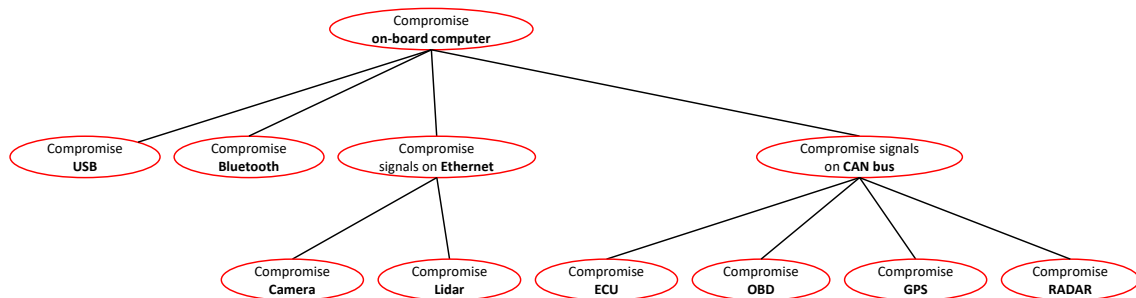 Compromise
on-board computer
Compromise
USB
Compromise
Bluetooth
Compromise
signals on Ethernet
Compromise signals
on CAN bus
Compromise
Camera
Compromise
Lidar
Compromise
ECU
Compromise
OBD
Compromise
GPS
Compromise
RADAR